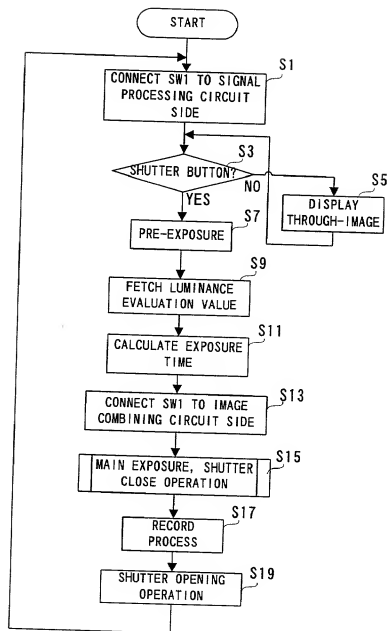 START
S1
CONNECT SW1 TO SIGNAL
PROCESSING CIRCUIT
SIDE
S3
SHUTTER BUTTON?
NO
YES
S5
DISPLAY
THROUGH-IMAGE
S7
PRE-EXPOSURE
S9
FETCH LUMINANCE
EVALUATION VALUE
S11
CALCULATE EXPOSURE
TIME
S13
CONNECT SW1 TO IMAGE
COMBINING CIRCUIT SIDE
S15
MAIN EXPOSURE, SHUTTER
CLOSE OPERATION
S17
RECORD
PROCESS
S19
SHUTTER OPENING
OPERATION